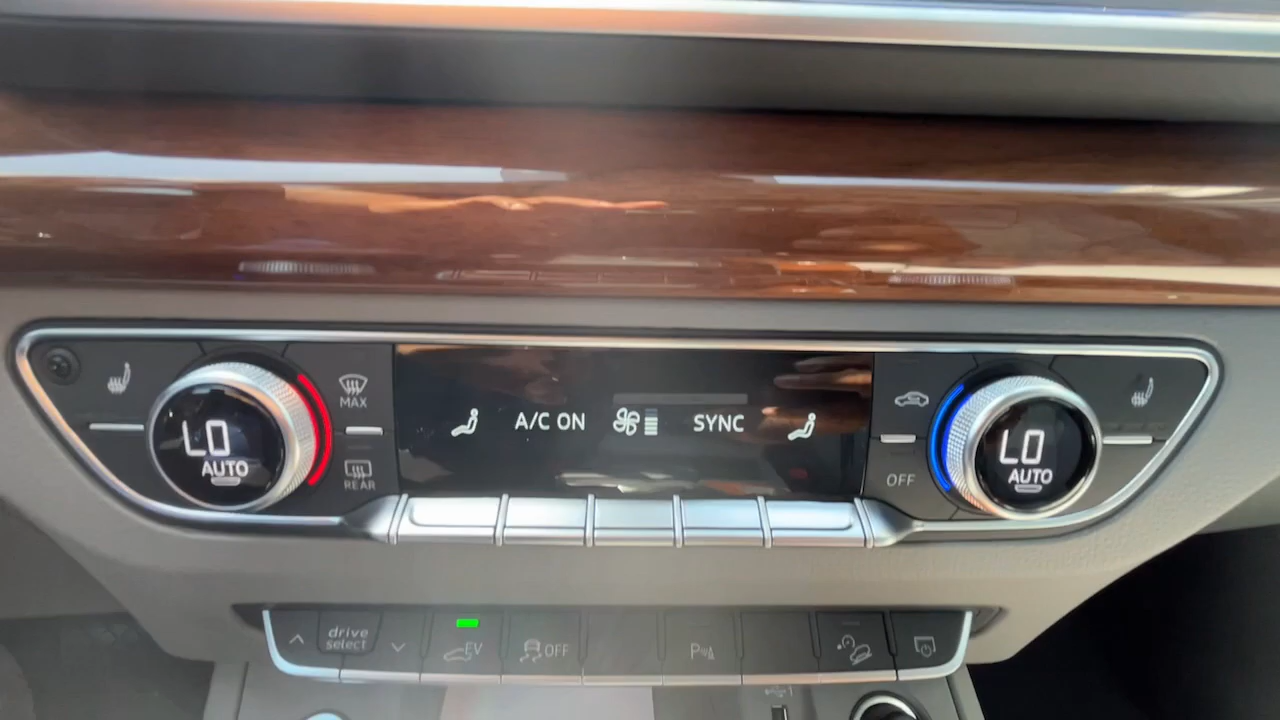 MAX
LO
AUTO
REAR
A/C ON
SYNC
OFF
LO
AUTO
drive
select
EV
OFF
P